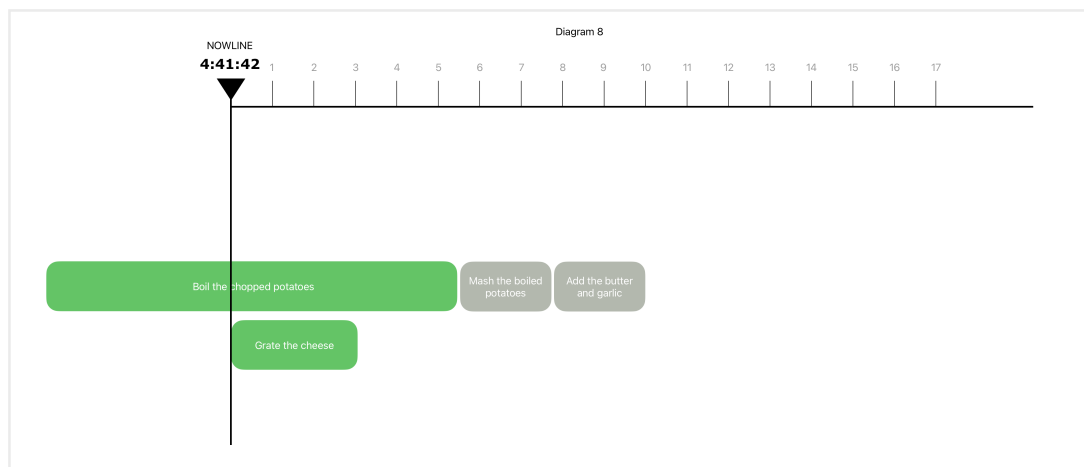 Diagram 8
NOWLINE
4:41:42
1 2 3 4 5 6 7 8 9 10 11 12 13 14 15 16 17
Boil the chopped potatoes
Mash the boiled
potatoes
Add the butter
and garlic
Grate the cheese